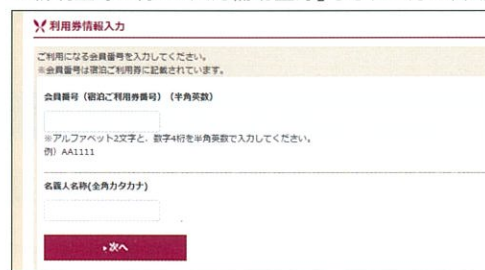 利用券情報入力
ご利用になる会員番号を入力してください。
※会員番号は宿泊ご利用券に記載されています。
会員番号（宿泊ご利用券番号）（半角英数）
※アルファベット2文字と、数字4桁を半角英数で入力してください。
例）AA1111
名義人名称(全角カタカナ)
▸次へ